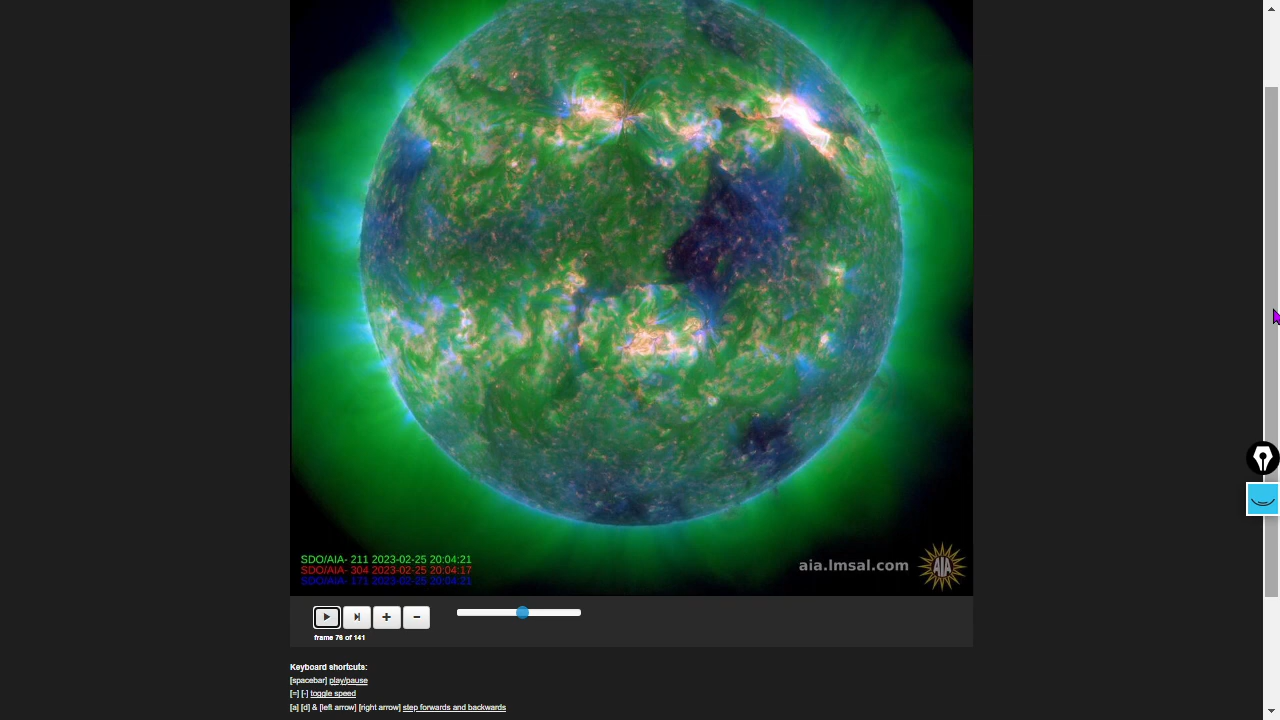 SDO/AIA- 211 2023-02-25 20:04:21
SDO/AIA- 304 2023-02-25 20:04:17
SDO/AIA- 171 2023-02-25 20:04:21
aia.lmsal.com
AIA
frame 76 of 141
Keyboard shortcuts:
[spacebar] play/pause
[=] [-] toggle speed
[a] [d] & [left arrow] [right arrow] step forwards and backwards